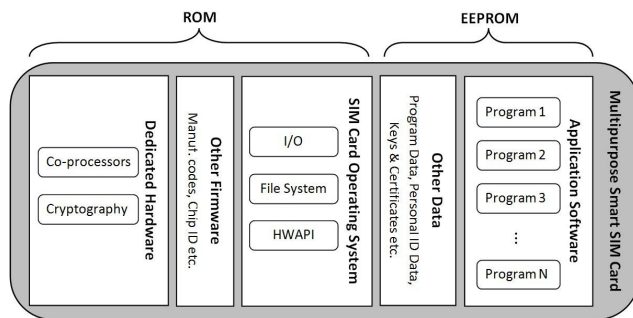 ROM
EEPROM
Co-processors
Cryptography
Dedicated Hardware
Other Firmware
Manuf. codes, Chip ID etc.
I/O
File System
HWAPI
SIM Card Operating System
Other Data
Program Data, Personal ID Data,
Keys & Certificates etc.
Program 1
Program 2
Program 3
...
Program N
Application Software
Multipurpose Smart SIM Card